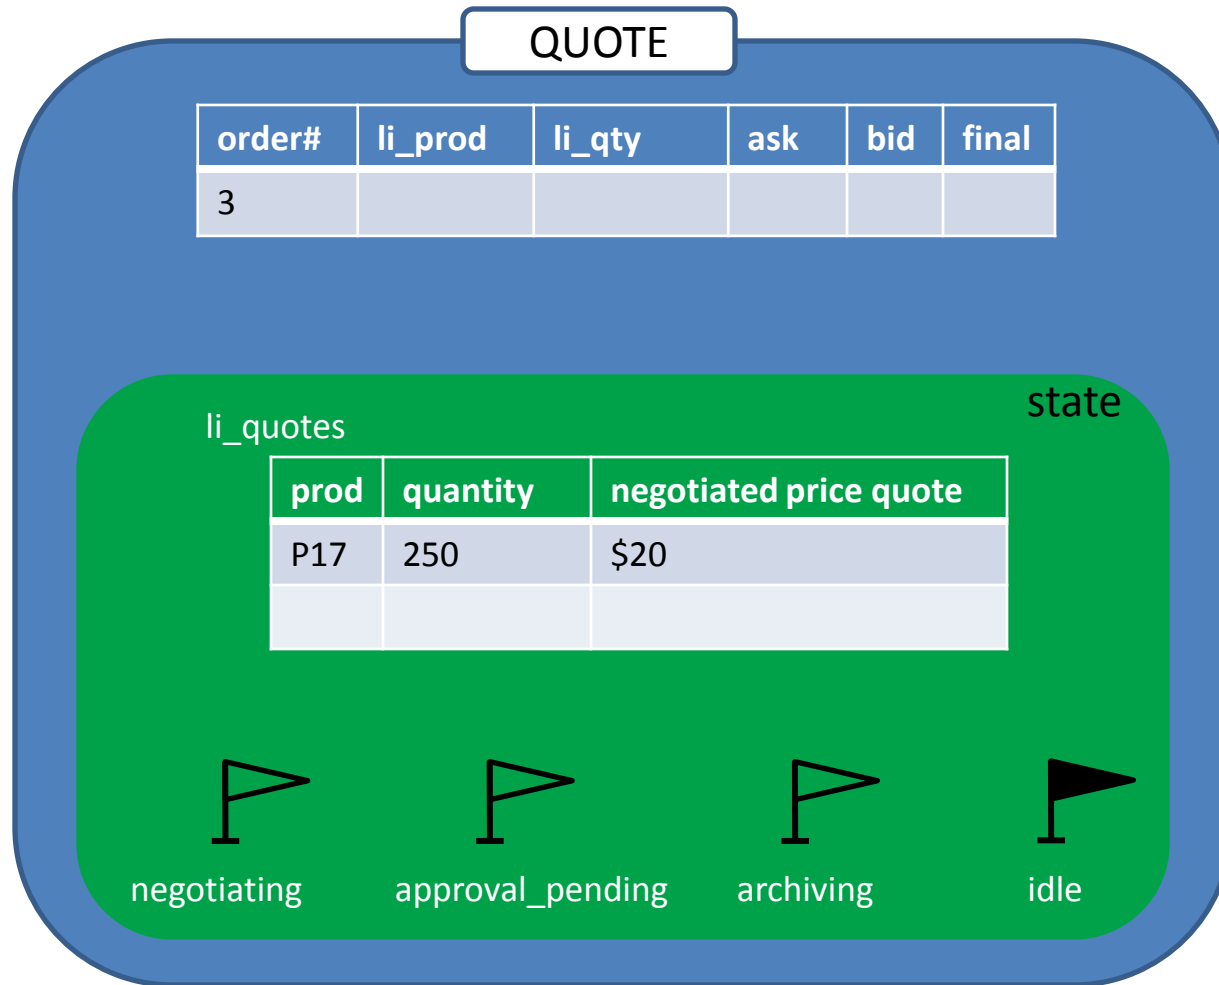 QUOTE
order# li_prod li_qty ask bid final
3
state
li_quotes
prod quantity negotiated price quote
P17 250 $20
negotiating approval_pending archiving idle